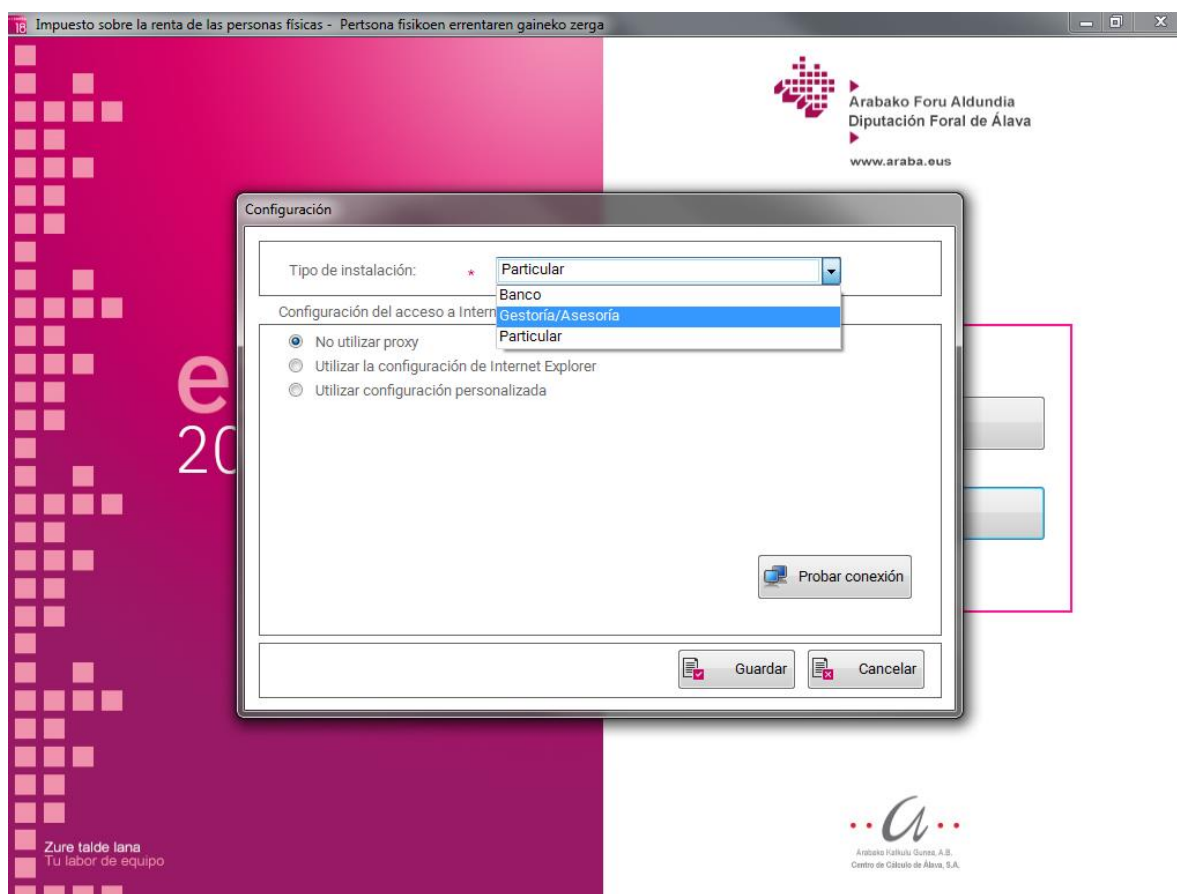 18 Impuesto sobre la renta de las personas físicas - Pertsona fisikoen errentaren gaineko zerga
Arabako Foru Aldundia
Diputación Foral de Álava
www.araba.eus
Configuración
Tipo de instalación: * Particular
Banco
Gestoría/Asesoría
Particular
Configuración del acceso a Intern
No utilizar proxy
Utilizar la configuración de Internet Explorer
Utilizar configuración personalizada
e
20
Probar conexión
Guardar
Cancelar
Zure talde lana
Tu labor de equipo
a
Arabako Kalkulu Gunea, A.B.
Centro de Cálculo de Álava, S.A.